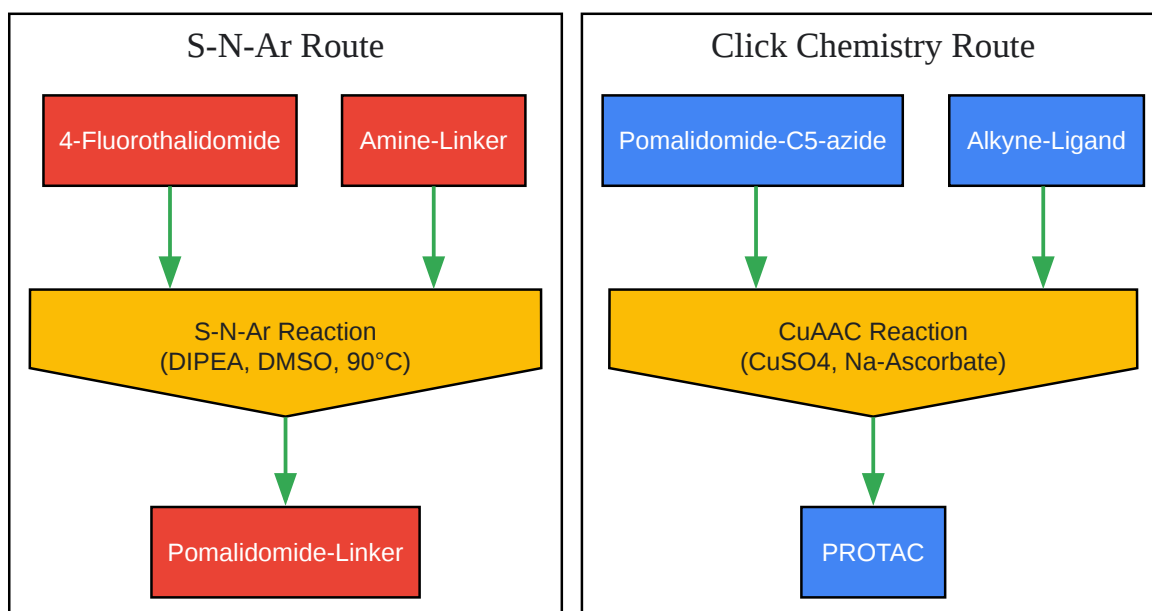 S-N-Ar Route
4-Fluorothalidomide
Amine-Linker
S-N-Ar Reaction
(DIPEA, DMSO, 90°C)
Pomalidomide-Linker
Click Chemistry Route
Pomalidomide-C5-azide
Alkyne-Ligand
CuAAC Reaction
(CuSO4, Na-Ascorbate)
PROTAC